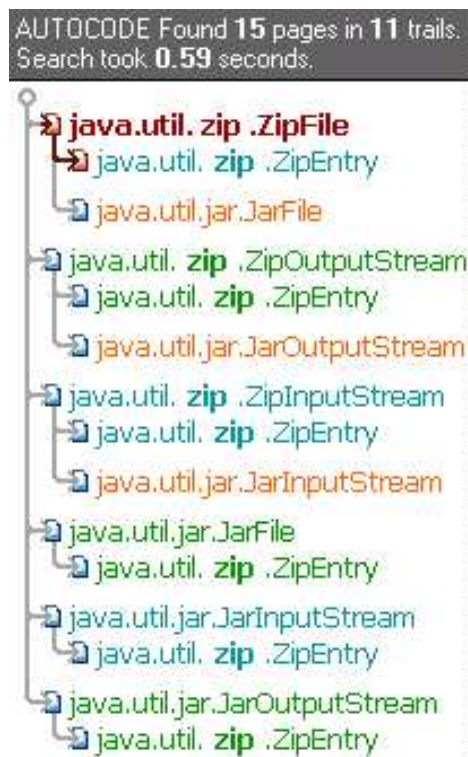 AUTOCODE Found 15 pages in 11 trails.
Search took 0.59 seconds.
java.util. zip .ZipFile
java.util. zip .ZipEntry
java.util.jar.JarFile
java.util. zip .ZipOutputStream
java.util. zip .ZipEntry
java.util.jar.JarOutputStream
java.util. zip .ZipInputStream
java.util. zip .ZipEntry
java.util.jar.JarInputStream
java.util.jar.JarFile
java.util. zip .ZipEntry
java.util.jar.JarInputStream
java.util. zip .ZipEntry
java.util.jar.JarOutputStream
java.util. zip .ZipEntry